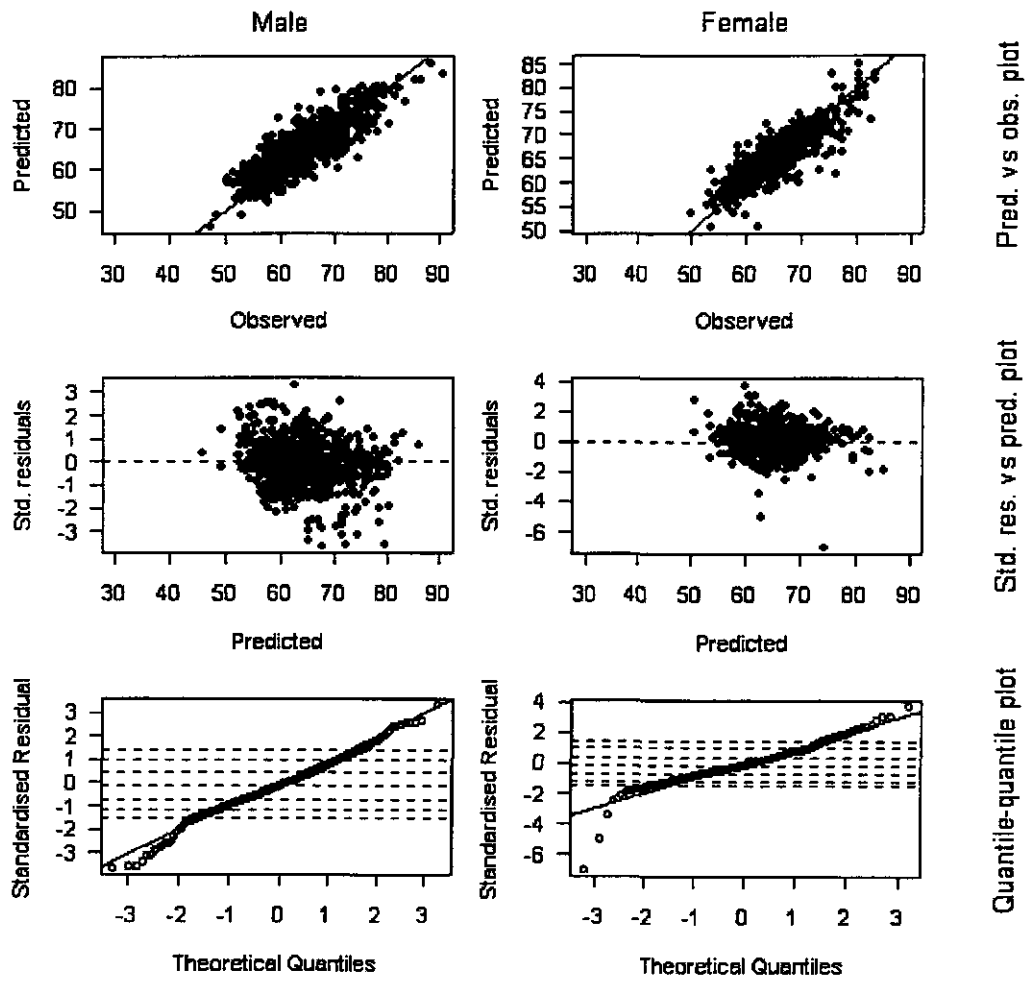 Male
Female
Predicted
80
70
60
50
30 40 50 60 70 80 90
Observed
Predicted
85
80
75
70
65
60
55
50
30 40 50 60 70 80 90
Observed
Pred. vs obs. plot
Std. residuals
3
2
1
0
-1
-2
-3
30 40 50 60 70 80 90
Predicted
Std. residuals
4
2
0
-2
-4
-6
30 40 50 60 70 80 90
Predicted
Std. res. vs pred. plot
Standardised Residual
3
2
1
0
-1
-2
-3
-3 -2 -1 0 1 2 3
Theoretical Quantiles
Standardised Residual
4
2
0
-2
-4
-6
-3 -2 -1 0 1 2 3
Theoretical Quantiles
Quantile-quantile plot